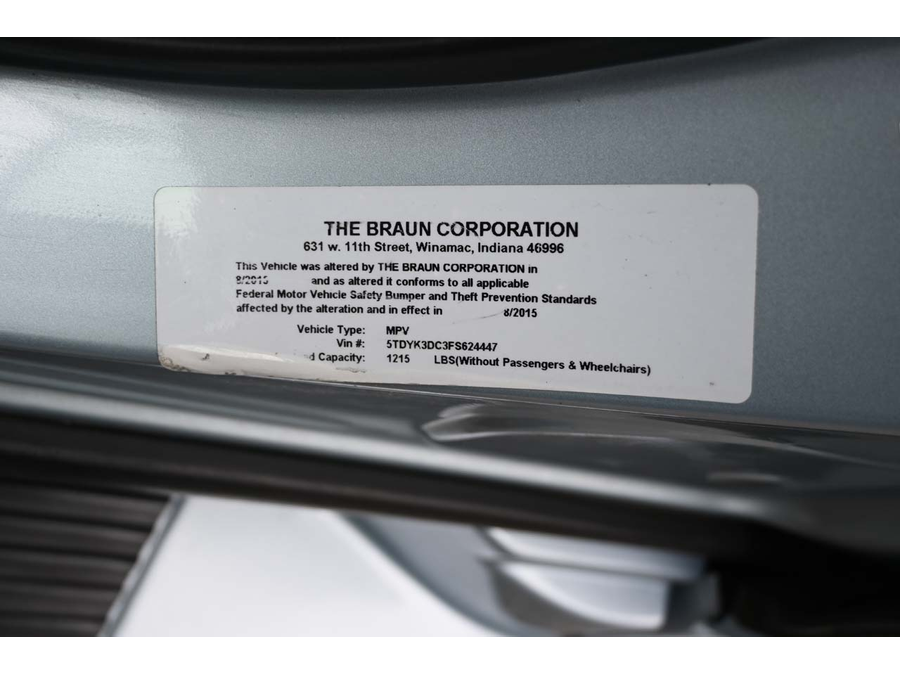 THE BRAUN CORPORATION
631 w. 11th Street, Winamac, Indiana 46996
This Vehicle was altered by THE BRAUN CORPORATION in
8/2015 and as altered it conforms to all applicable
Federal Motor Vehicle Safety Bumper and Theft Prevention Standards
affected by the alteration and in effect in 8/2015
Vehicle Type: MPV
Vin #: 5TDYK3DC3FS624447
d Capacity: 1215 LBS(Without Passengers & Wheelchairs)